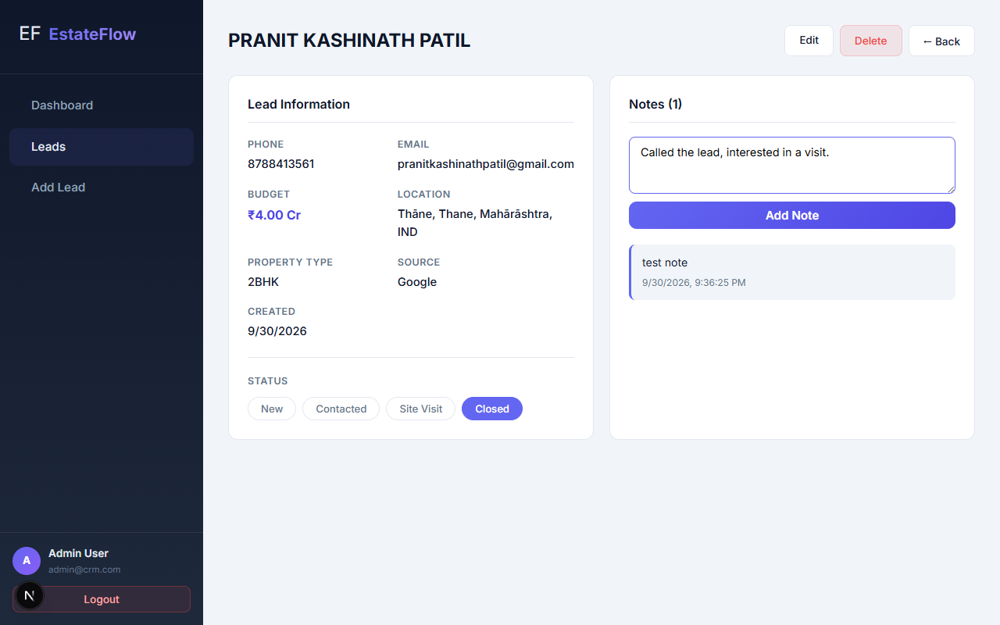 EF EstateFlow
Dashboard
Leads
Add Lead
Admin User
admin@crm.com
A
N
Logout
PRANIT KASHINATH PATIL
Edit
Delete
← Back
Lead Information
PHONE
8788413561
EMAIL
pranitkashinathpatil@gmail.com
BUDGET
₹4.00 Cr
LOCATION
Thāne, Thane, Mahārāshtra,
IND
PROPERTY TYPE
2BHK
SOURCE
Google
CREATED
9/30/2026
STATUS
New
Contacted
Site Visit
Closed
Notes (1)
Called the lead, interested in a visit.
Add Note
test note
9/30/2026, 9:36:25 PM